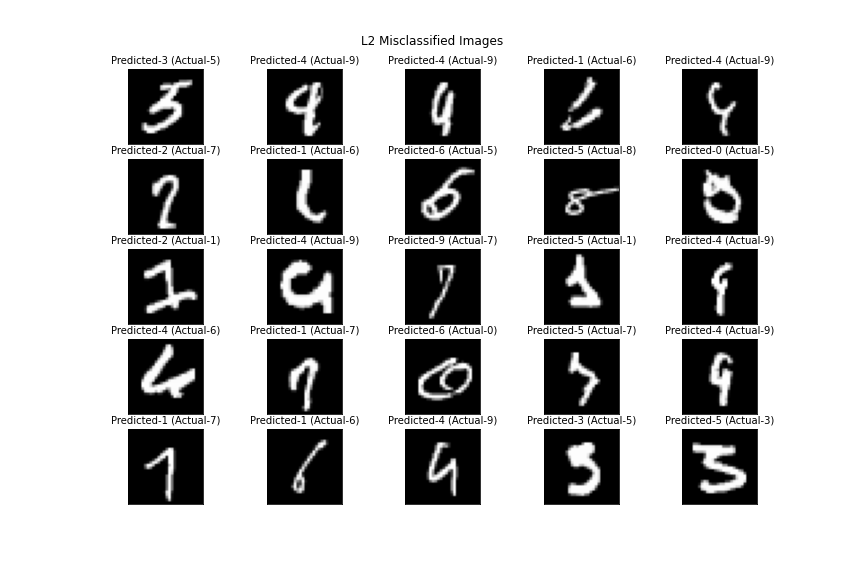 L2 Misclassified Images
Predicted-3 (Actual-5) Predicted-4 (Actual-9) Predicted-4 (Actual-9) Predicted-1 (Actual-6) Predicted-4 (Actual-9)
Predicted-2 (Actual-7) Predicted-1 (Actual-6) Predicted-6 (Actual-5) Predicted-5 (Actual-8) Predicted-0 (Actual-5)
Predicted-2 (Actual-1) Predicted-4 (Actual-9) Predicted-9 (Actual-7) Predicted-5 (Actual-1) Predicted-4 (Actual-9)
Predicted-4 (Actual-6) Predicted-1 (Actual-7) Predicted-6 (Actual-0) Predicted-5 (Actual-7) Predicted-4 (Actual-9)
Predicted-1 (Actual-7) Predicted-1 (Actual-6) Predicted-4 (Actual-9) Predicted-3 (Actual-5) Predicted-5 (Actual-3)